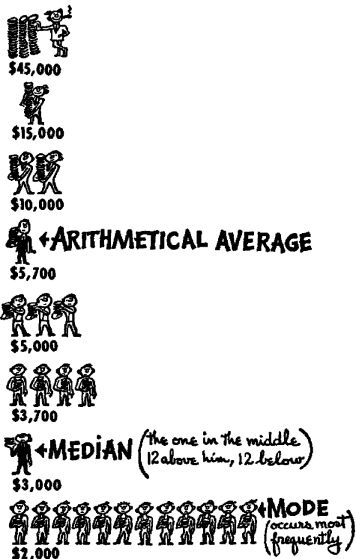 $45,000
$15,000
$10,000
←ARITHMETICAL AVERAGE
$5,700
$5,000
$3,700
←MEDIAN (the one in the middle
12 above him, 12 below)
$3,000
←MODE
(occurs most
frequently)
$2,000